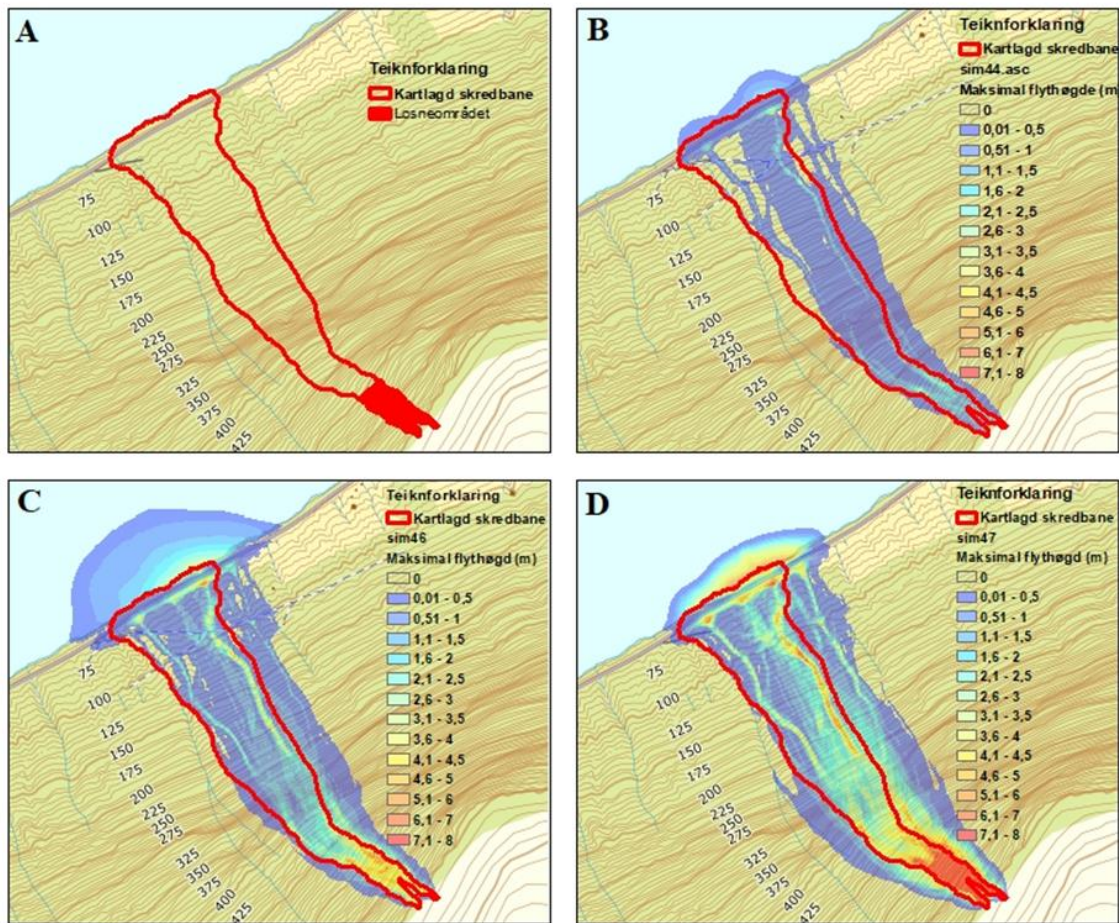 A
Teiknforklaring
Kartlagd skredbane
Losneområdet
75
100
125
150
175
200
225
250
275
325
350
375
400
425
B
Teiknforklaring
Kartlagd skredbane
sim44.asc
Maksimal flythøgde (m
0
0,01 - 0,5
0,51 - 1
1,1 - 1,5
1,6 - 2
2,1 - 2,5
2,6 - 3
3,1 - 3,5
3,6 - 4
4,1 - 4,5
4,6 - 5
5,1 - 6
6,1 - 7
7,1 - 8
75
100
125
150
175
200
225
250
275
325
350
375
400
425
C
Teiknforklaring
Kartlagd skredbane
sim46
Maksimal flythøgd (m)
0
0,01 - 0,5
0,51 - 1
1,1 - 1,5
1,6 - 2
2,1 - 2,5
2,6 - 3
3,1 - 3,5
3,6 - 4
4,1 - 4,5
4,6 - 5
5,1 - 6
6,1 - 7
7,1 - 8
75
100
125
150
175
200
225
250
275
325
350
375
400
425
D
Teiknforklaring
Kartlagd skredbane
sim47
Maksimal flythøgd (m)
0
0,01 - 0,5
0,51 - 1
1,1 - 1,5
1,6 - 2
2,1 - 2,5
2,6 - 3
3,1 - 3,5
3,6 - 4
4,1 - 4,5
4,6 - 5
5,1 - 6
6,1 - 7
7,1 - 8
75
100
125
150
175
200
225
250
275
325
350
375
400
425